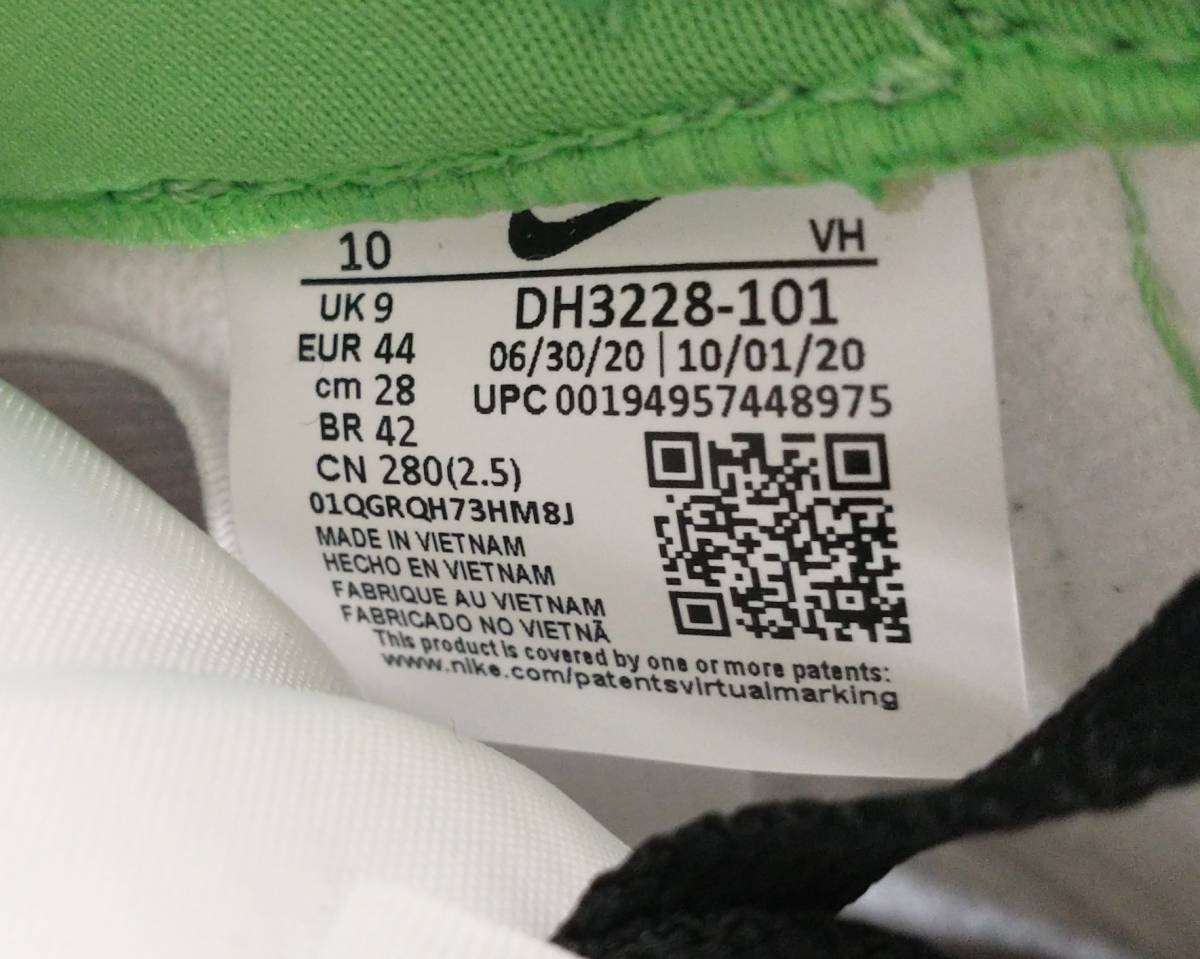 10 VH
UK 9 DH3228-101
EUR 44 06/30/20 | 10/01/20
cm 28 UPC 00194957448975
BR 42
CN 280(2.5)
01QGRQH73HM8J
MADE IN VIETNAM
HECHO EN VIETNAM
FABRIQUE AU VIETNAM
FABRICADO NO VIETNÃ
This product is covered by one or more patents:
www.nike.com/patentsvirtualmarking